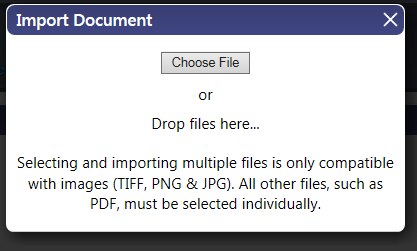 Import Document
Choose File
or
Drop files here...
Selecting and importing multiple files is only compatible
with images (TIFF, PNG & JPG). All other files, such as
PDF, must be selected individually.